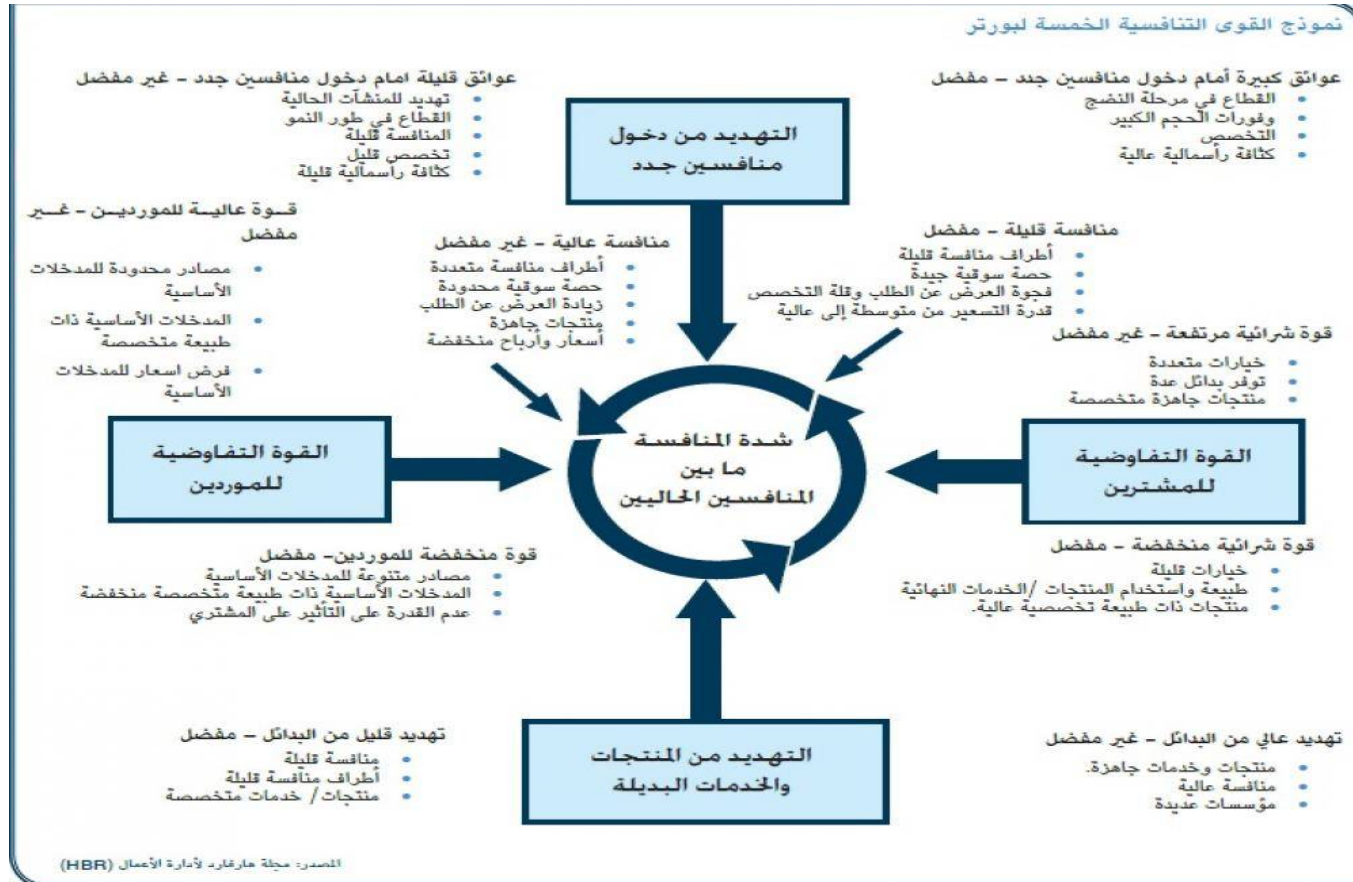 نموذج القوى التنافسية الخمسة لبورتر
عوائق كبيرة أمام دخول منافسين جدد – مفضل
القطاع في مرحلة النضج
وفورات الحجم الكبير
التخصص
كثافة رأسمالية عالية
التهديد من دخول
منافسين جدد
عوائق قليلة امام دخول منافسين جدد – غير مفضل
تهديد للمنشآت الحالية
القطاع في طور النمو
المنافسة قليلة
تخصص قليل
كثافة رأسمالية قليلة
منافسة قليلة – مفضل
أطراف منافسة قليلة
حصة سوقية جيدة
فجوة العرض عن الطلب وقلة التخصص
قدرة التسعير من متوسطة إلى عالية
منافسة عالية – غير مفضل
أطراف منافسة متعددة
حصة سوقية محدودة
زيادة العرض عن الطلب
منتجات جاهزة
أسعار وأرباح منخفضة
قوة عالية للموردين – غير
مفضل
مصادر محدودة للمدخلات
الأساسية
المدخلات الأساسية ذات
طبيعة متخصصة
فرض اسعار للمدخلات
الأساسية
قوة شرائية مرتفعة – غير مفضل
خيارات متعددة
توفر بدائل عدة
منتجات جاهزة متخصصة
القوة التفاوضية
للمشترين
شدة المنافسة
ما بين
المنافسين الحاليين
القوة التفاوضية
للموردين
قوة شرائية منخفضة – مفضل
خيارات قليلة
طبيعة واستخدام المنتجات /الخدمات النهائية
منتجات ذات طبيعة تخصصية عالية.
قوة منخفضة للموردين– مفضل
مصادر متنوعة للمدخلات الأساسية
المدخلات الأساسية ذات طبيعة متخصصة منخفضة
عدم القدرة على التأثير على المشتري
تهديد عالي من البدائل – غير مفضل
منتجات وخدمات جاهزة.
منافسة عالية
مؤسسات عديدة
التهديد من المنتجات
والخدمات البديلة
تهديد قليل من البدائل – مفضل
منافسة قليلة
أطراف منافسة قليلة
منتجات/ خدمات متخصصة
المصدر: مجلة هارفارد لأدارة الأعمال (HBR)